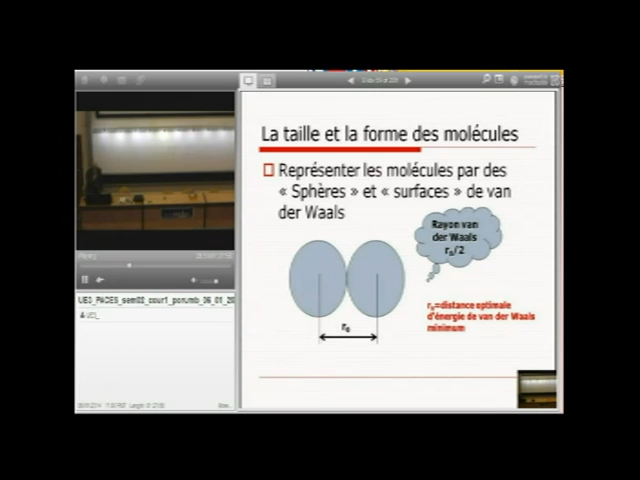 La taille et la forme des molécules
Représenter les molécules par des
« Sphères » et « surfaces » de van
der Waals
Rayon van
der Waals
r₀/2
r₀=distance optimale
d'énergie de van der Waals
minimum
r₀